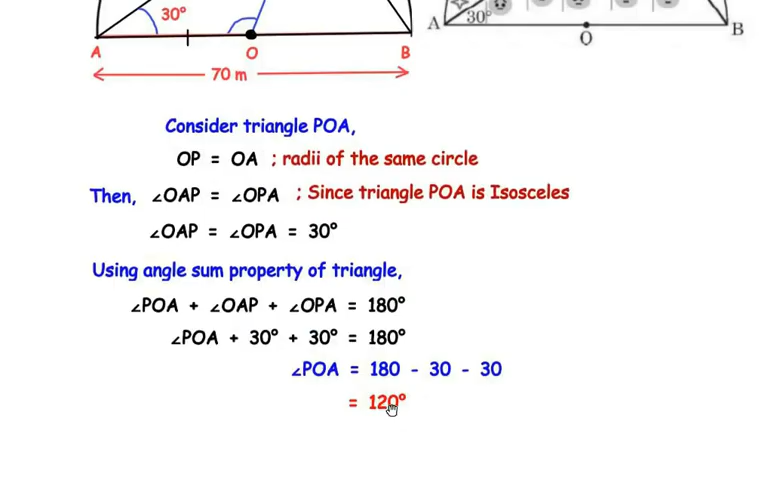 30°
A
O
B
70 m
A
30°
O
B
Consider triangle POA,
OP = OA ; radii of the same circle
Then, ∠OAP = ∠OPA ; Since triangle POA is Isosceles
∠OAP = ∠OPA = 30°
Using angle sum property of triangle,
∠POA + ∠OAP + ∠OPA = 180°
∠POA + 30° + 30° = 180°
∠POA = 180 - 30 - 30
= 120°